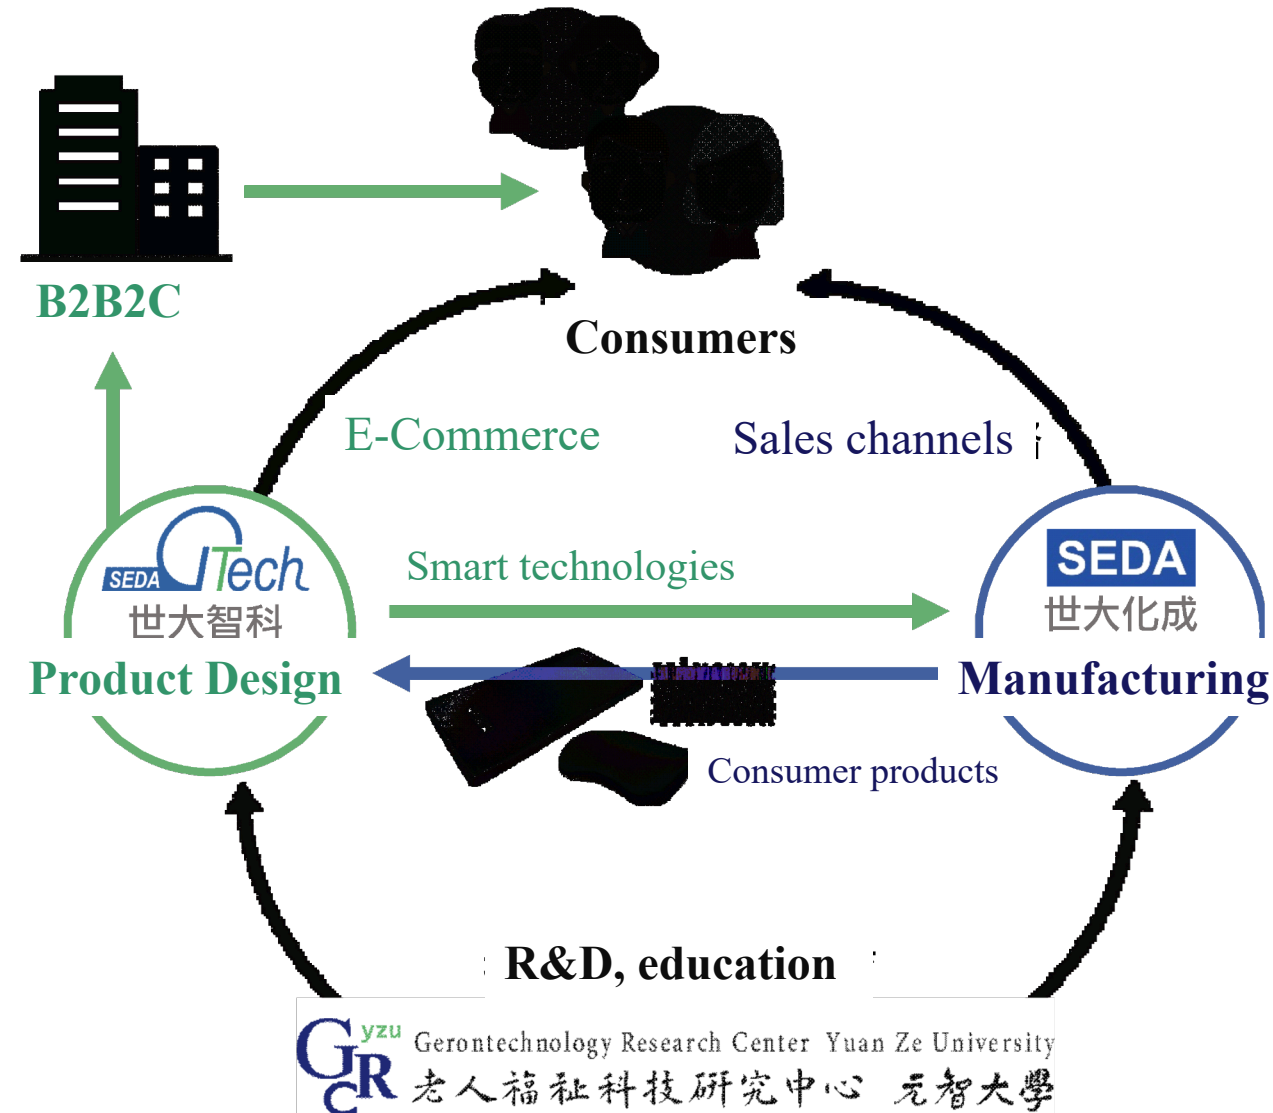 B2B2C
Consumers
E-Commerce
Sales channels
SEDA GTech
世大智科
Product Design
Smart technologies
SEDA
世大化成
Manufacturing
Consumer products
R&D, education
GRC yzu
Gerontechnology Research Center Yuan Ze University
老人福祉科技研究中心 元智大學